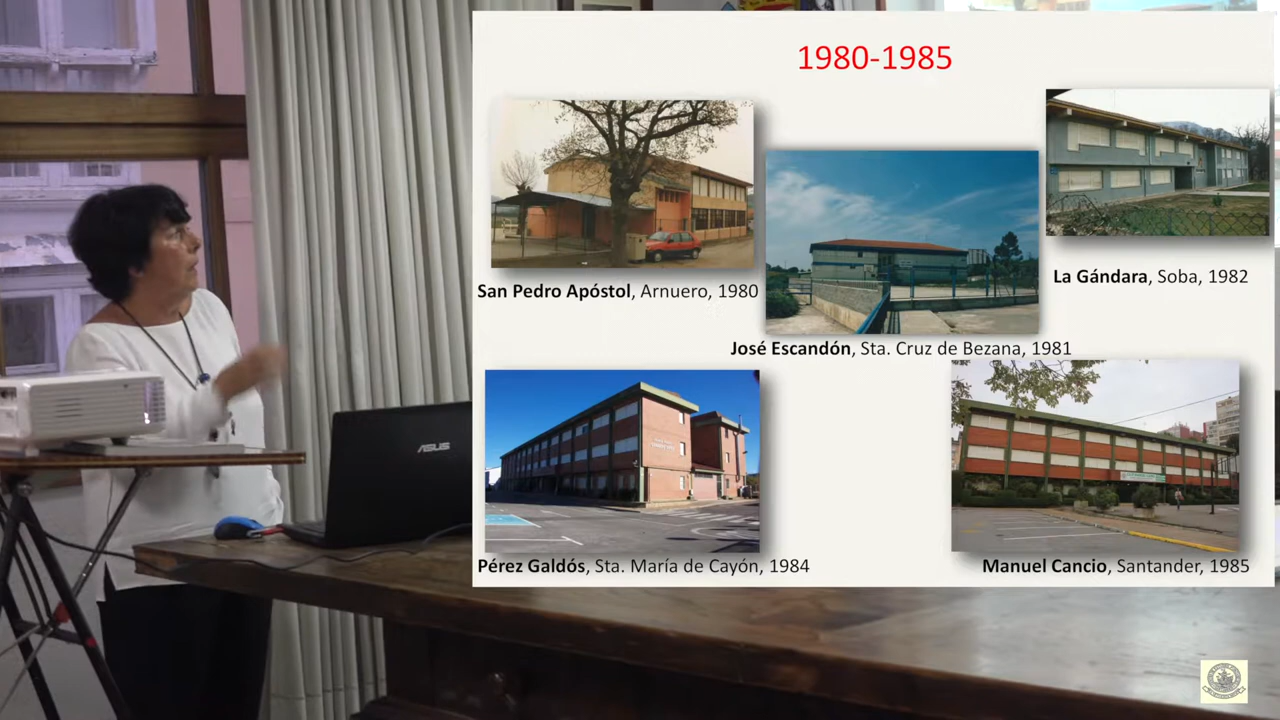 1980-1985
San Pedro Apóstol, Arnuero, 1980
La Gándara, Soba, 1982
José Escandón, Sta. Cruz de Bezana, 1981
Pérez Galdós, Sta. María de Cayón, 1984
Manuel Cancio, Santander, 1985
ASUS